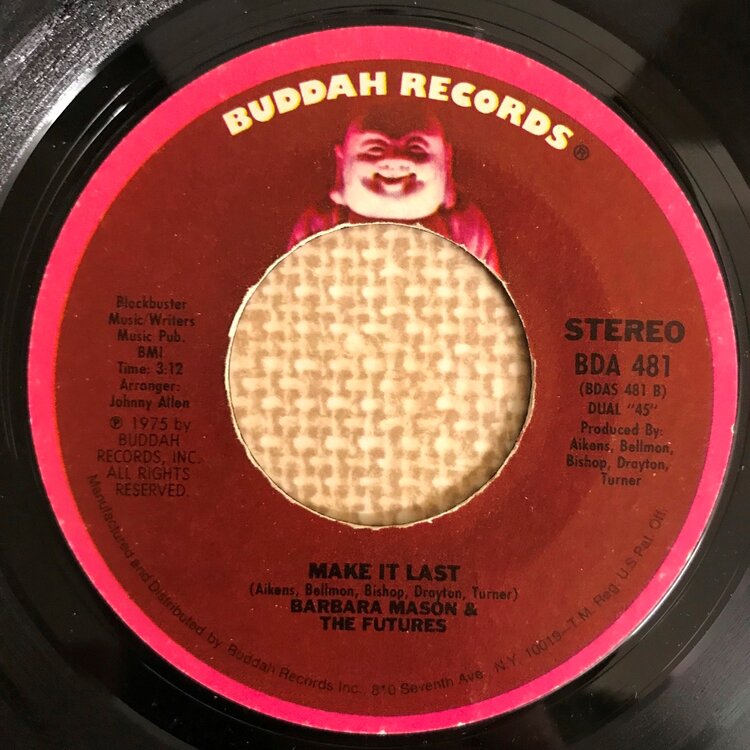 BUDDAH RECORDS®
Blockbuster
Music/Writers
Music Pub.
BMI
Time: 3:12
Arranger:
Johnny Allen
℗ 1975 by
BUDDAH
RECORDS, INC.
ALL RIGHTS
RESERVED.
STEREO
BDA 481
(BDAS 481 B)
DUAL "45"
Produced By:
Aikens, Bellmon,
Bishop, Drayton,
Turner
MAKE IT LAST
(Aikens, Bellmon, Bishop, Drayton, Turner)
BARBARA MASON &
THE FUTURES
Manufactured and Distributed by Buddah Records Inc., 810 Seventh Ave. N.Y. 10019—T.M. Reg. U.S. Pat. Off.